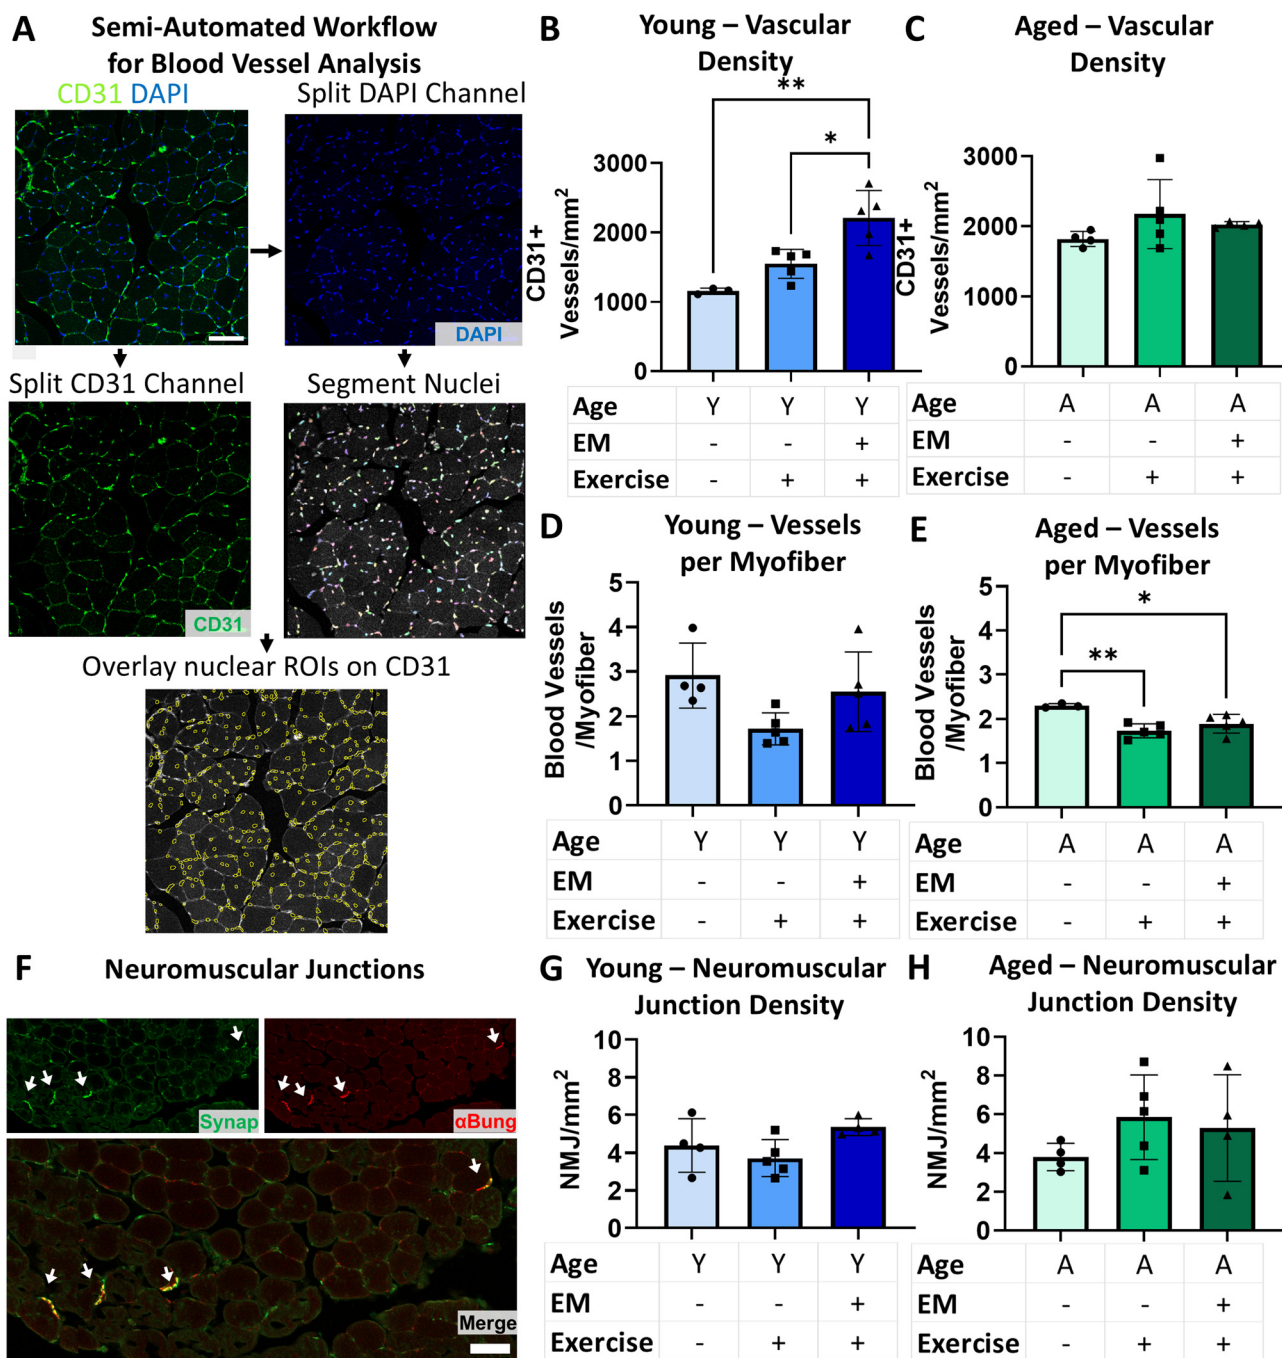 A
Semi-Automated Workflow
for Blood Vessel Analysis
CD31 DAPI
Split DAPI Channel
DAPI
Split CD31 Channel
Segment Nuclei
CD31
Overlay nuclear ROIs on CD31
B
Young – Vascular
Density
**
*
CD31+
Vessels/mm²
3000
2000
1000
0
Age Y Y Y
EM - - +
Exercise - + +
C
Aged – Vascular
Density
CD31+
Vessels/mm²
3000
2000
1000
0
Age A A A
EM - - +
Exercise - + +
D
Young – Vessels
per Myofiber
Blood Vessels
/Myofiber
5
4
3
2
1
0
Age Y Y Y
EM - - +
Exercise - + +
E
Aged – Vessels
per Myofiber
*
**
Blood Vessels
/Myofiber
5
4
3
2
1
0
Age A A A
EM - - +
Exercise - + +
F
Neuromuscular Junctions
Synap
αBung
Merge
G
Young – Neuromuscular
Junction Density
NMJ/mm²
10
8
6
4
2
0
Age Y Y Y
EM - - +
Exercise - + +
H
Aged – Neuromuscular
Junction Density
NMJ/mm²
10
8
6
4
2
0
Age A A A
EM - - +
Exercise - + +